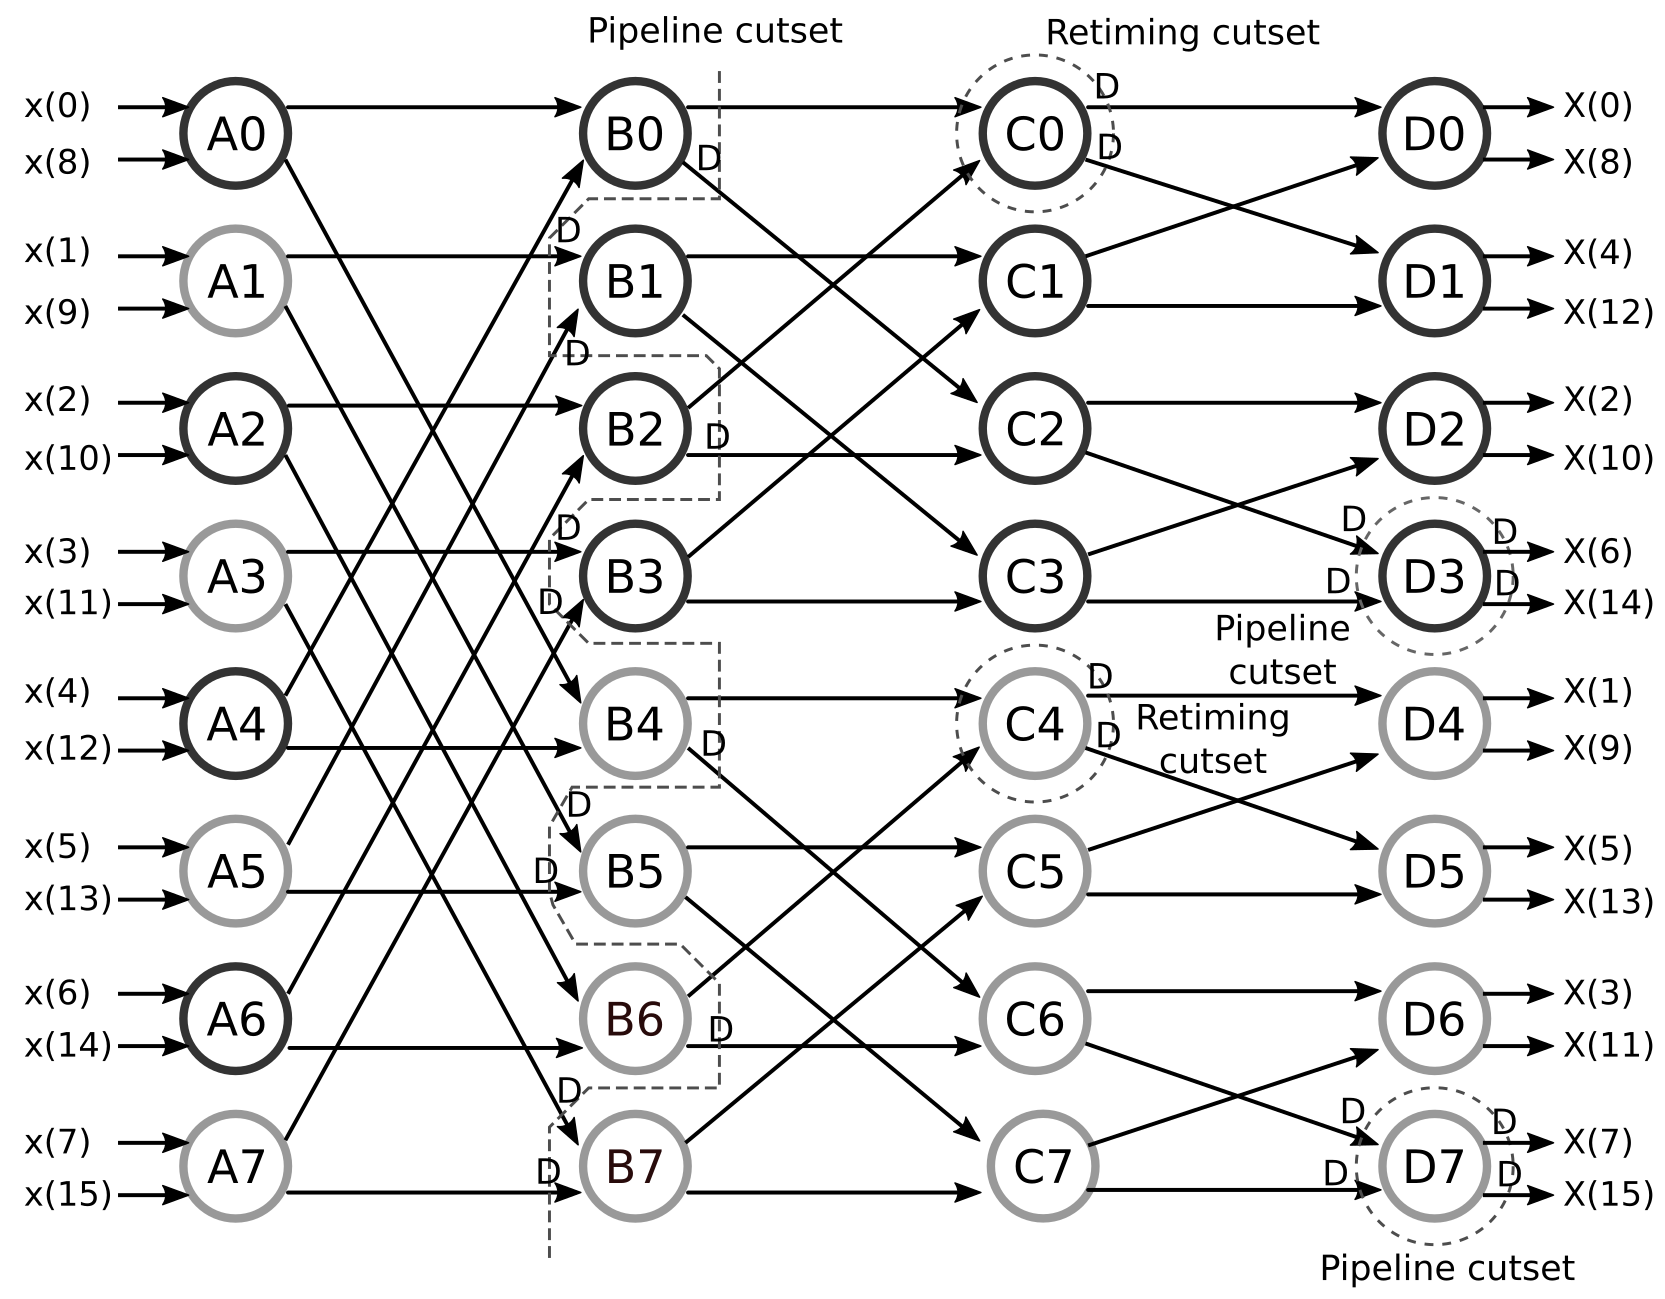 Pipeline cutset
Retiming cutset
x(0)
x(8)
A0
B0
D
C0
D
D
D0
X(0)
X(8)
x(1)
x(9)
A1
D
D
B1
C1
D1
X(4)
X(12)
x(2)
x(10)
A2
B2
D
C2
D2
X(2)
X(10)
x(3)
x(11)
A3
D
D
B3
C3
D
D
D3
D
D
X(6)
X(14)
Pipeline
cutset
x(4)
x(12)
A4
B4
D
C4
D
D
Retiming
cutset
D4
X(1)
X(9)
x(5)
x(13)
A5
D
D
B5
C5
D5
X(5)
X(13)
x(6)
x(14)
A6
B6
D
C6
D6
X(3)
X(11)
x(7)
x(15)
A7
D
D
B7
C7
D
D
D7
D
D
X(7)
X(15)
Pipeline cutset